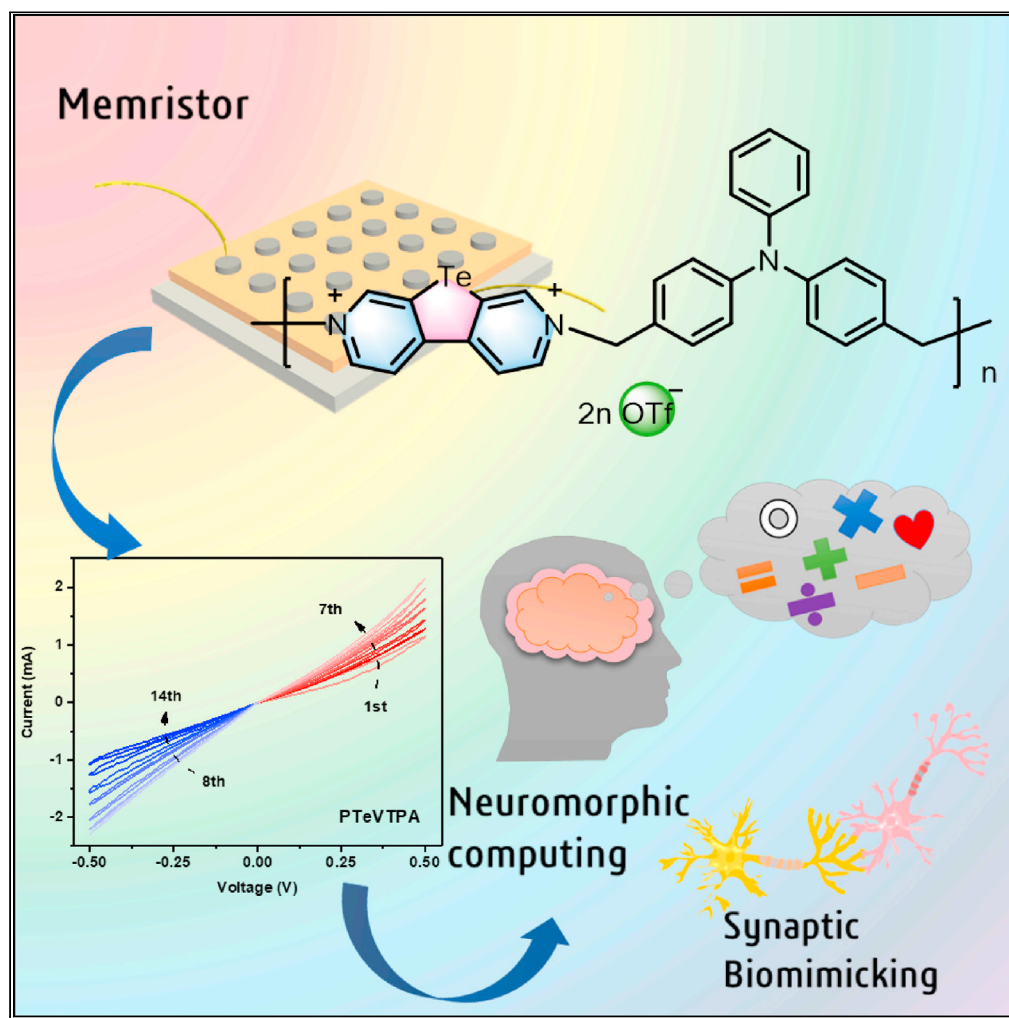 Memristor
N
Te
+
+
N
N
n
2n OTf−
2
1
0
-1
-2
Current (mA)
7th
14th
1st
8th
PTeVTPA
-0.50
-0.25
0.00
0.25
0.50
Voltage (V)
Neuromorphic
computing
Synaptic
Biomimicking